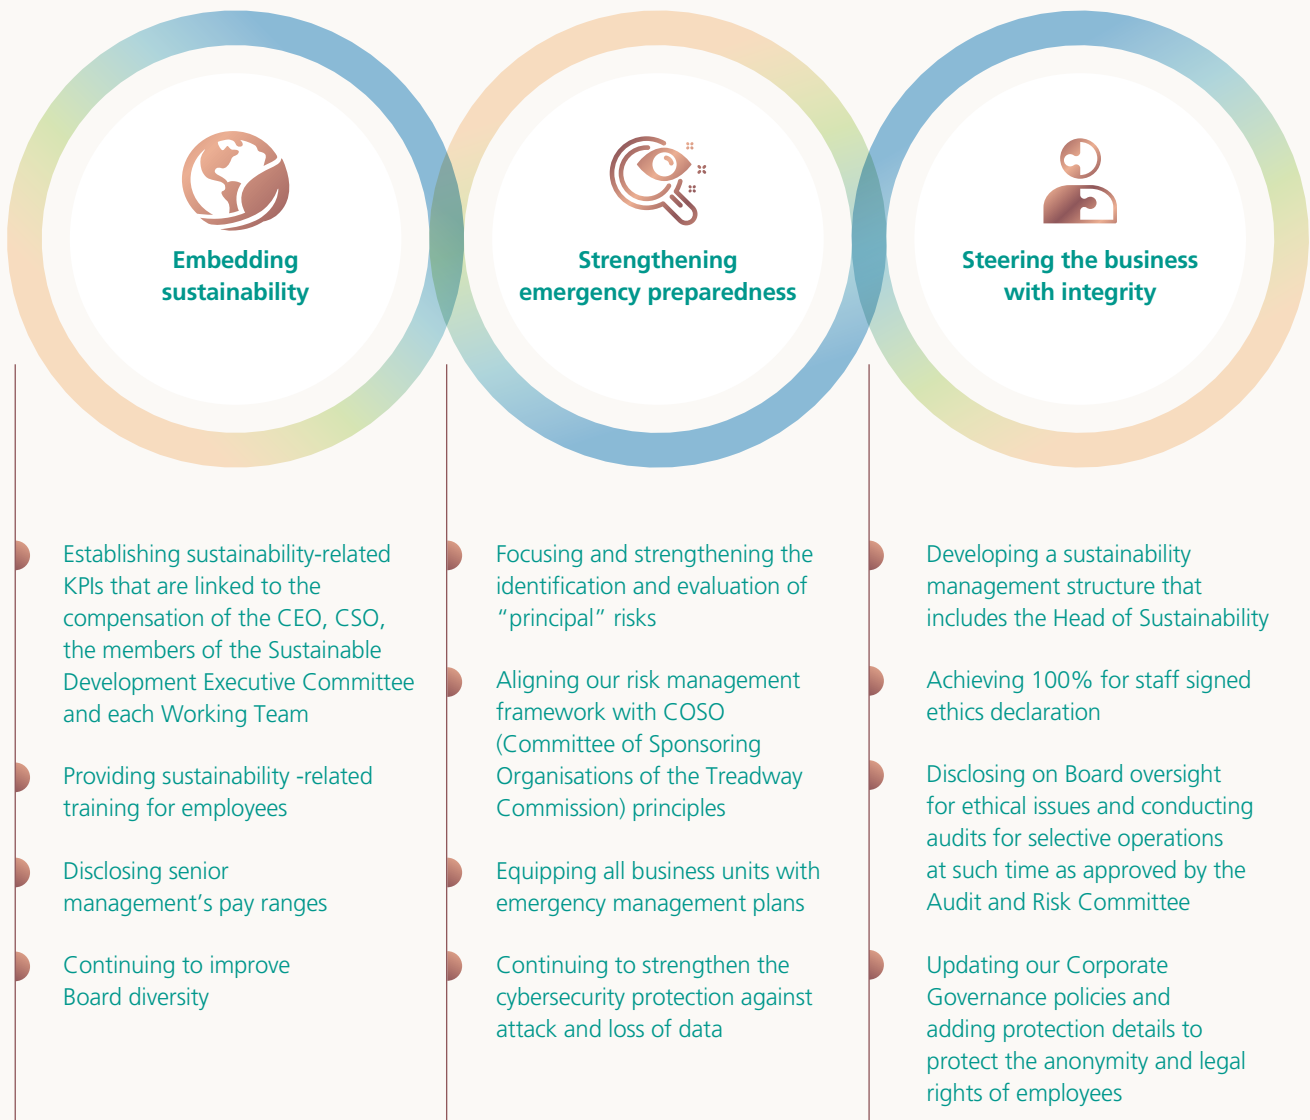 Embedding
sustainability
Establishing sustainability-related
KPIs that are linked to the
compensation of the CEO, CSO,
the members of the Sustainable
Development Executive Committee
and each Working Team
Providing sustainability -related
training for employees
Disclosing senior
management’s pay ranges
Continuing to improve
Board diversity
Strengthening
emergency preparedness
Focusing and strengthening the
identification and evaluation of
“principal” risks
Aligning our risk management
framework with COSO
(Committee of Sponsoring
Organisations of the Treadway
Commission) principles
Equipping all business units with
emergency management plans
Continuing to strengthen the
cybersecurity protection against
attack and loss of data
Steering the business
with integrity
Developing a sustainability
management structure that
includes the Head of Sustainability
Achieving 100% for staff signed
ethics declaration
Disclosing on Board oversight
for ethical issues and conducting
audits for selective operations
at such time as approved by the
Audit and Risk Committee
Updating our Corporate
Governance policies and
adding protection details to
protect the anonymity and legal
rights of employees